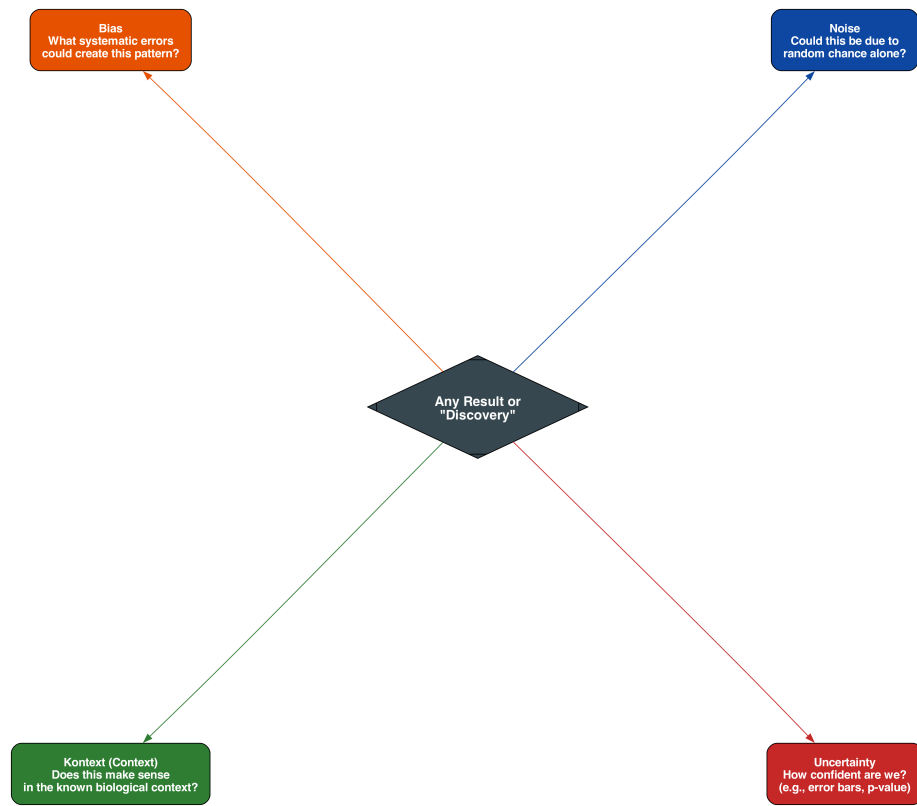 Bias
What systematic errors
could create this pattern?
Noise
Could this be due to
random chance alone?
Any Result or
"Discovery"
Kontext (Context)
Does this make sense
in the known biological context?
Uncertainty
How confident are we?
(e.g., error bars, p-value)